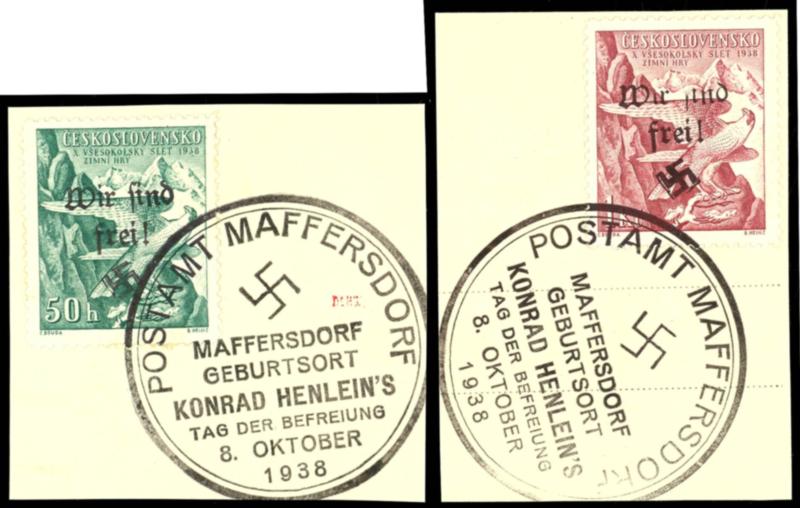 ČESKOSLOVENSKO
X. VŠESOKOLSKÝ SLET 1938
ZIMNÍ HRY
Wir sind
frei!
50h
POSTAMT MAFFERSDORF
MAFFERSDORF
GEBURTSORT
KONRAD HENLEIN'S
TAG DER BEFREIUNG
8. OKTOBER
1938
ČESKOSLOVENSKO
X. VŠESOKOLSKÝ SLET 1938
ZIMNÍ HRY
Wir sind
frei!
POSTAMT MAFFERSDORF
MAFFERSDORF
GEBURTSORT
KONRAD HENLEIN'S
TAG DER BEFREIUNG
8. OKTOBER
1938